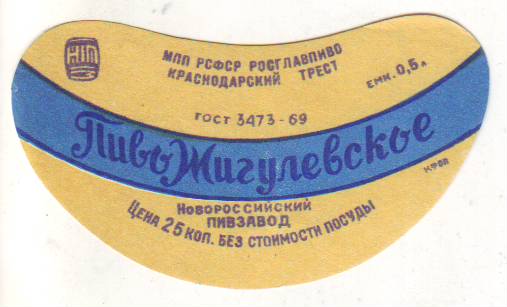 МПП РСФСР РОСГЛАВПИВО
КРАСНОДАРСКИЙ ТРЕСТ
ЕМК. 0,5 л
ГОСТ 3473-69
Пиво Жигулевское
НОВОРОССИЙСКИЙ
ПИВЗАВОД
ЦЕНА 25 КОП. БЕЗ СТОИМОСТИ ПОСУДЫ